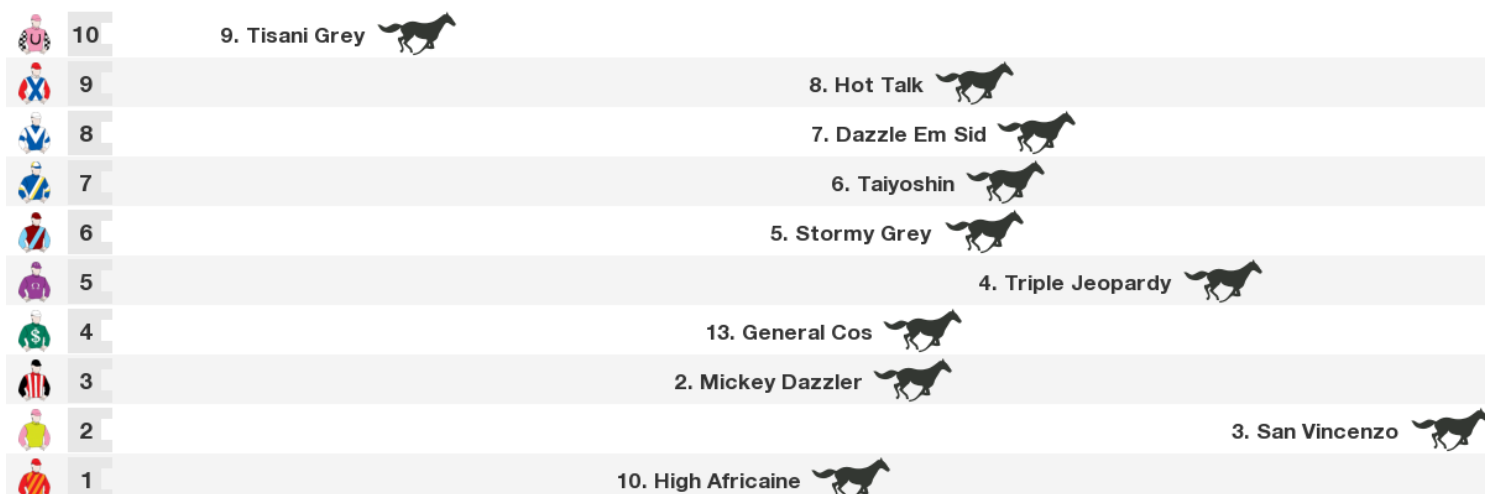 10 9. Tisani Grey
9 8. Hot Talk
8 7. Dazzle Em Sid
7 6. Taiyoshin
6 5. Stormy Grey
5 4. Triple Jeopardy
4 13. General Cos
3 2. Mickey Dazzler
2 3. San Vincenzo
1 10. High Africaine